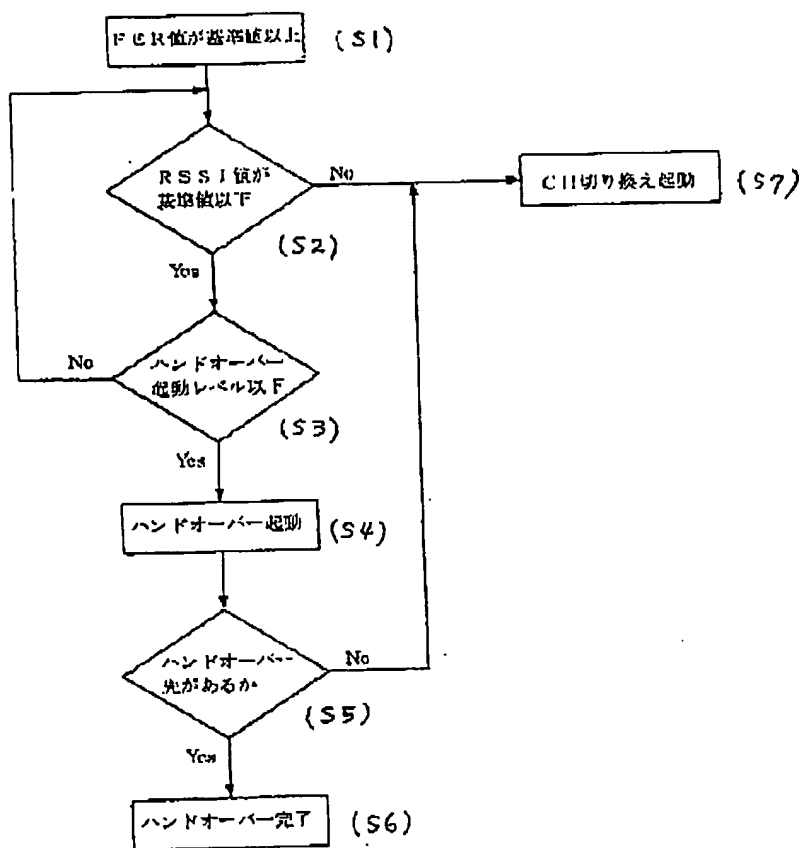 FER値が基準値以上 (S1)
RSSI値が
基準値以下
No
CH切り換え起動 (S7)
(S2)
Yes
ハンドオーバー
起動レベル以下
No
(S3)
Yes
ハンドオーバー起動 (S4)
ハンドオーバー
先があるか
No
(S5)
Yes
ハンドオーバー完了 (S6)